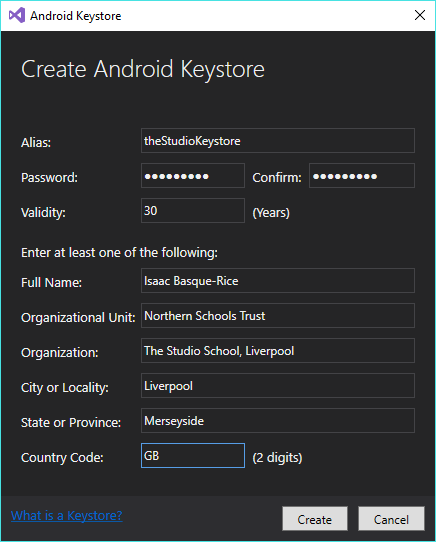 Android Keystore
Create Android Keystore
Alias: theStudioKeystore
Password: ●●●●●●●●● Confirm: ●●●●●●●●●
Validity: 30 (Years)
Enter at least one of the following:
Full Name: Isaac Basque-Rice
Organizational Unit: Northern Schools Trust
Organization: The Studio School, Liverpool
City or Locality: Liverpool
State or Province: Merseyside
Country Code: GB (2 digits)
What is a Keystore? Create Cancel